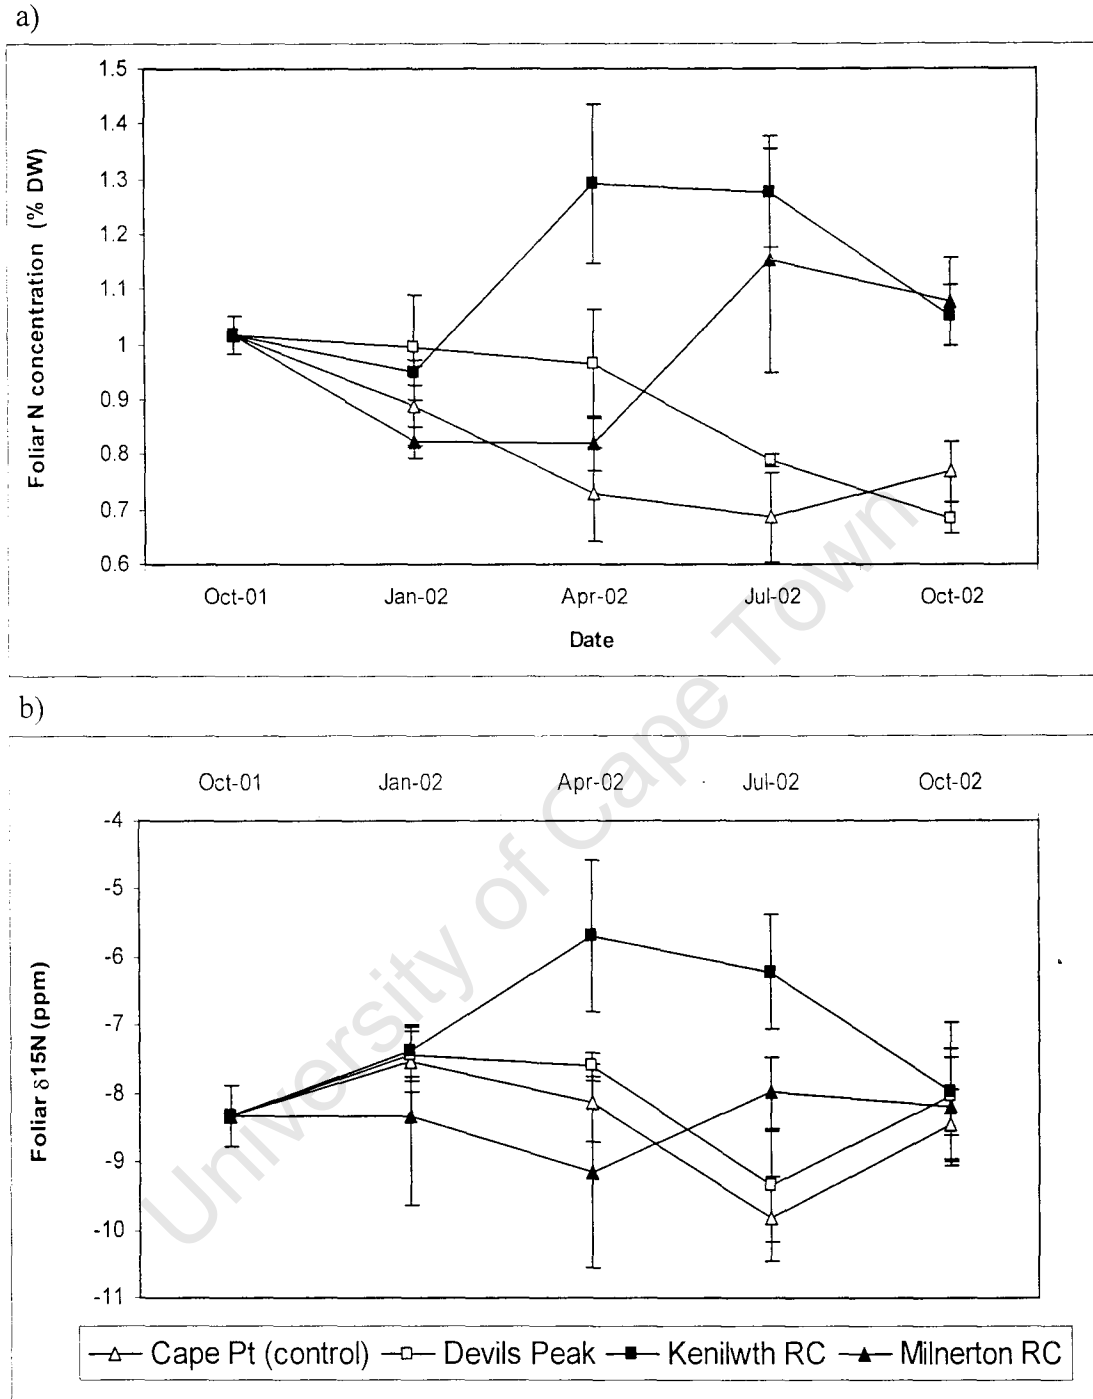 a)
1.5
1.4
1.3
1.2
1.1
1
0.9
0.8
0.7
0.6
Foliar N concentration (% DW)
Oct-01 Jan-02 Apr-02 Jul-02 Oct-02
Date
b)
Oct-01 Jan-02 Apr-02 Jul-02 Oct-02
-4
-5
-6
-7
-8
-9
-10
-11
Foliar δ15N (ppm)
Cape Pt (control) Devils Peak Kenilwth RC Milnerton RC
University of Cape Town